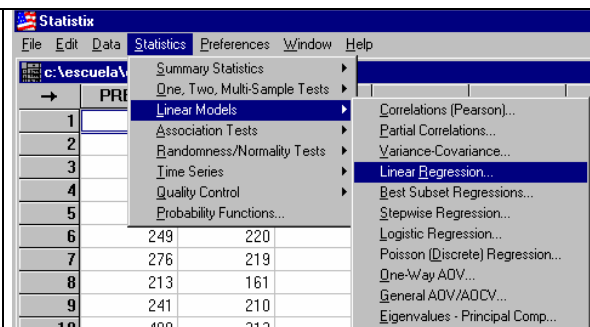 Statistix
File Edit Data Statistics Preferences Window Help
c:\escuela\
PRE
Summary Statistics
One, Two, Multi-Sample Tests
Linear Models
Association Tests
Randomness/Normality Tests
Time Series
Quality Control
Probability Functions...
Correlations (Pearson)...
Partial Correlations...
Variance-Covariance...
Linear Regression...
Best Subset Regressions...
Stepwise Regression...
Logistic Regression...
Poisson (Discrete) Regression...
One-Way AOV...
General AOV/AOCV...
Eigenvalues - Principal Comp...
1
2
3
4
5
6 249 220
7 276 219
8 213 161
9 241 210